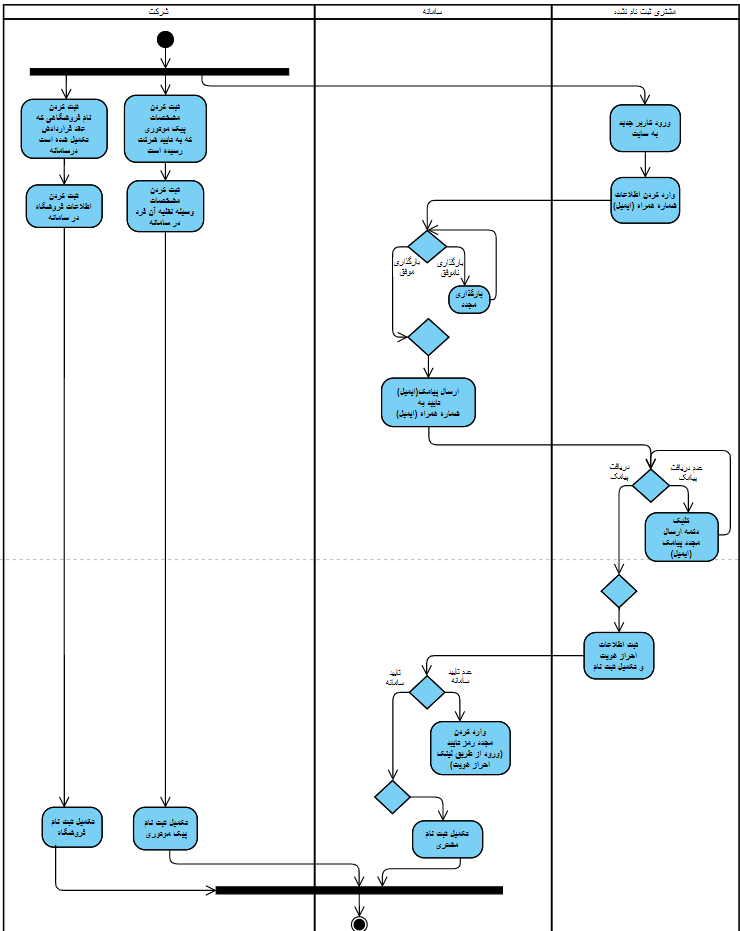 شرکت
سامانه
مشتری ثبت نام نشده
ثبت کردن
نام فروشگاهی که
عقد قراردادش
تکمیل شده است
درسامانه
ثبت کردن
مشخصات
پیک موتوری
که به تایید شرکت
رسیده است
ورود کاربر جدید
به سایت
ثبت کردن
اطلاعات فروشگاه
در سامانه
ثبت کردن
مشخصات
وسیله نقلیه آن فرد
در سامانه
وارد کردن اطلاعات
شماره همراه (ایمیل)
بارگذاری
موفق
بارگذاری
ناموفق
بارگذاری
مجدد
ارسال پیامک(ایمیل)
تایید به
شماره همراه (ایمیل)
دریافت
پیامک
عدم دریافت
پیامک
کلیک
دکمه ارسال
مجدد پیامک
(ایمیل)
ثبت اطلاعات
احراز هویت
و تکمیل ثبت نام
تایید
سامانه
عدم تایید
سامانه
وارد کردن
مجدد رمز تایید
(ورود از طریق لینک
احراز هویت)
تکمیل ثبت نام
فروشگاه
تکمیل ثبت نام
پیک موتوری
تکمیل ثبت نام
مشتری